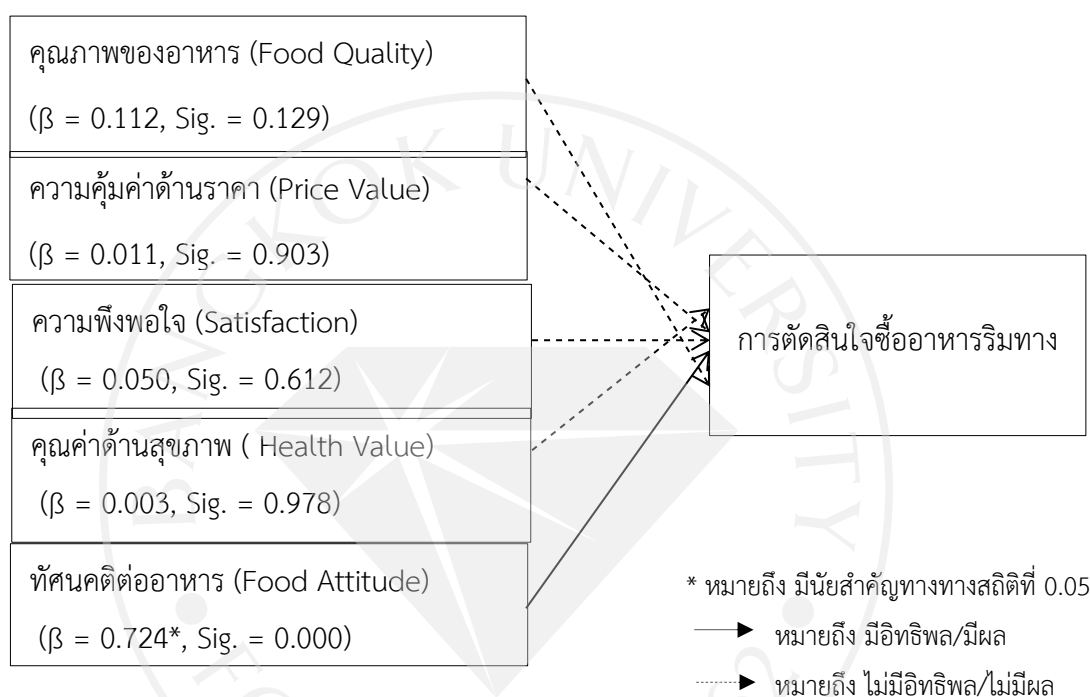 คุณภาพของอาหาร (Food Quality)
(β = 0.112, Sig. = 0.129)
ความคุ้มค่าด้านราคา (Price Value)
(β = 0.011, Sig. = 0.903)
ความพึงพอใจ (Satisfaction)
(β = 0.050, Sig. = 0.612)
คุณค่าด้านสุขภาพ ( Health Value)
(β = 0.003, Sig. = 0.978)
ทัศนคติต่ออาหาร (Food Attitude)
(β = 0.724*, Sig. = 0.000)
การตัดสินใจซื้ออาหารริมทาง
* หมายถึง มีนัยสำคัญทางทางสถิติที่ 0.05
หมายถึง มีอิทธิพล/มีผล
หมายถึง ไม่มีอิทธิพล/ไม่มีผล
BANGKOK UNIVERSITY